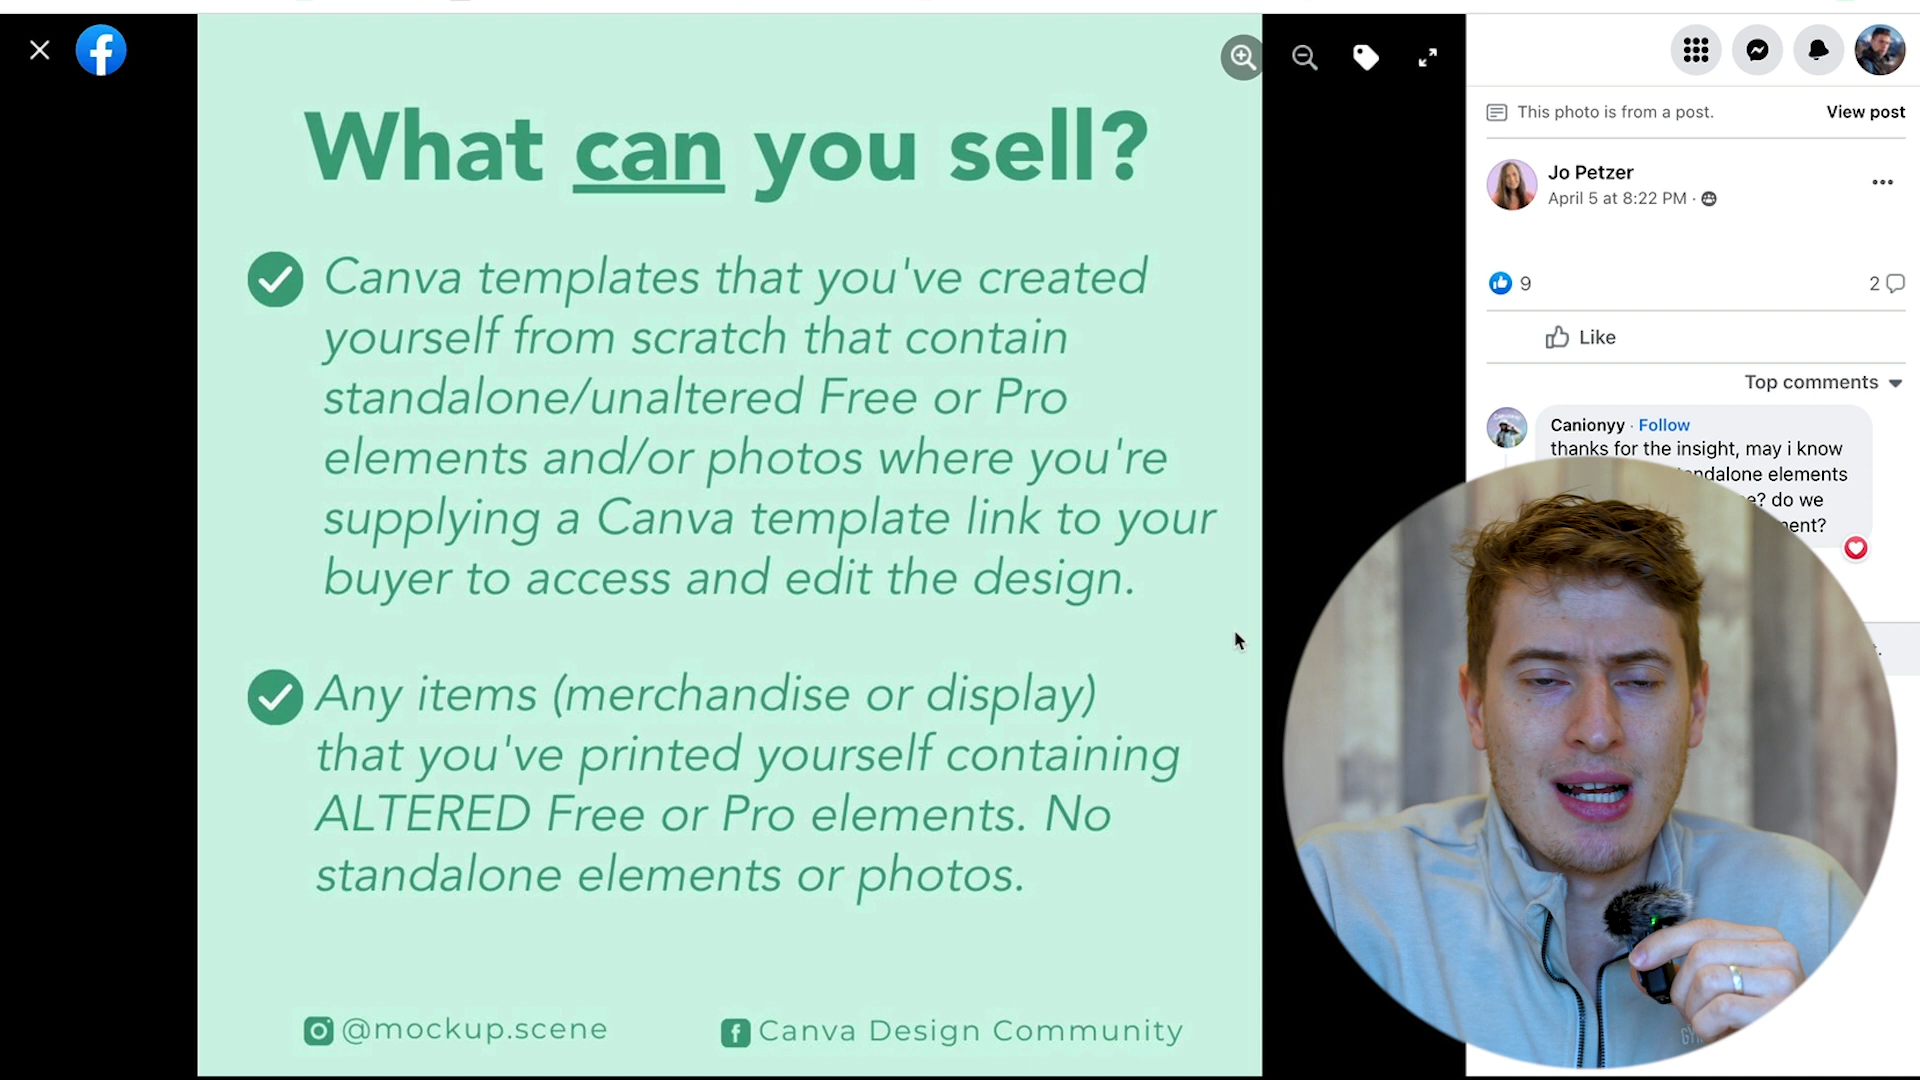 What can you sell?
Canva templates that you've created
yourself from scratch that contain
standalone/unaltered Free or Pro
elements and/or photos where you're
supplying a Canva template link to your
buyer to access and edit the design.
Any items (merchandise or display)
that you've printed yourself containing
ALTERED Free or Pro elements. No
standalone elements or photos.
@mockup.scene
Canva Design Community
This photo is from a post.
View post
Jo Petzer
April 5 at 8:22 PM ·
9
2
Like
Top comments
Canionyy · Follow
thanks for the insight, may i know
elements
do we